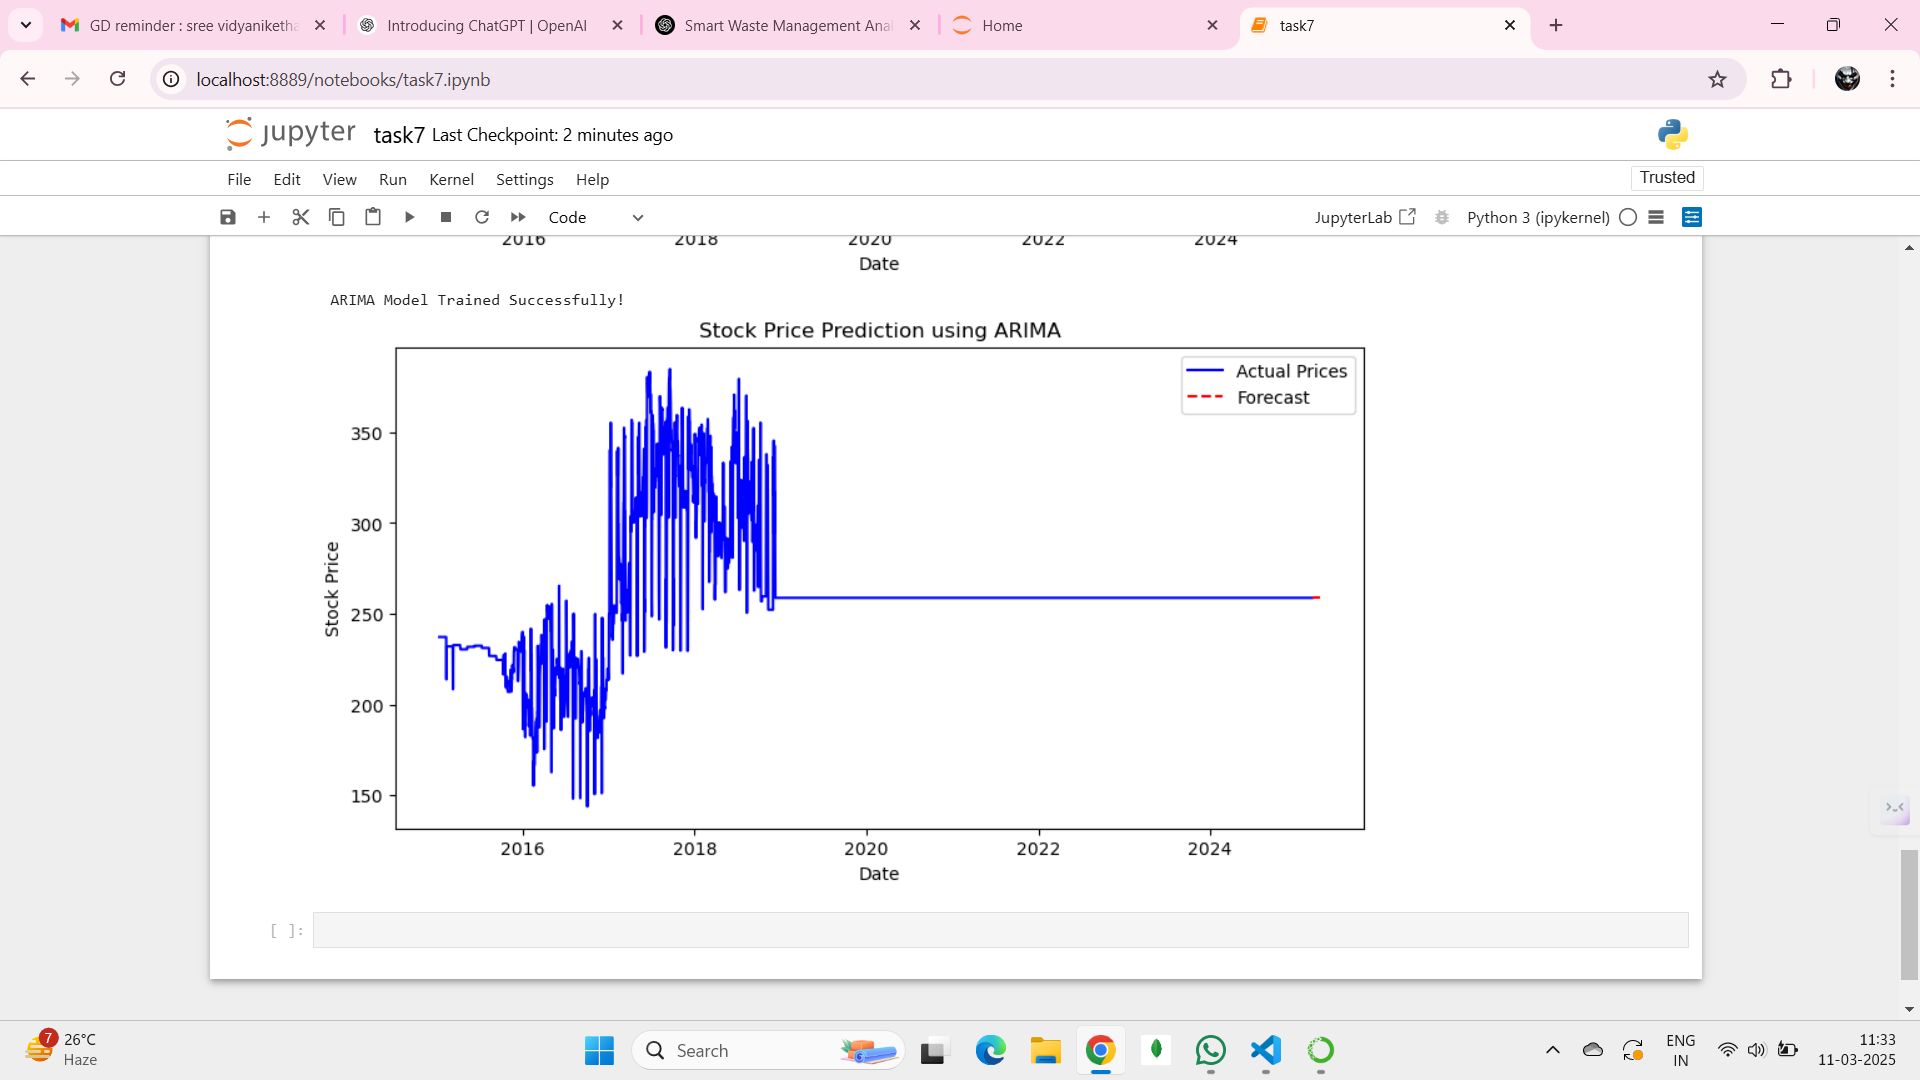 GD reminder : sree vidyaniketha
Introducing ChatGPT | OpenAI
Smart Waste Management Anal
Home
task7
localhost:8889/notebooks/task7.ipynb
jupyter task7 Last Checkpoint: 2 minutes ago
File Edit View Run Kernel Settings Help
Trusted
Code
JupyterLab
Python 3 (ipykernel)
2016 2018 2020 2022 2024
Date
ARIMA Model Trained Successfully!
Stock Price Prediction using ARIMA
Actual Prices
Forecast
Stock Price
350
300
250
200
150
2016 2018 2020 2022 2024
Date
[ ]:
7
26°C
Haze
Search
ENG
IN
11:33
11-03-2025